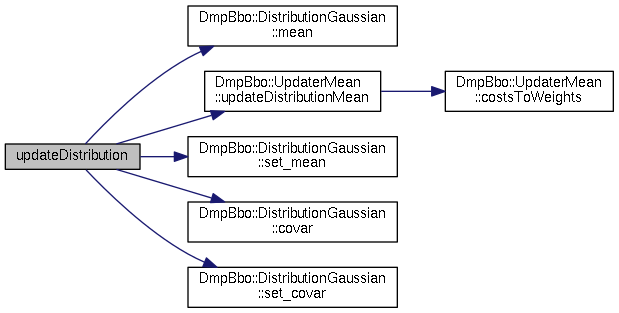 DmpBbo::DistributionGaussian
::mean
DmpBbo::UpdaterMean
::updateDistributionMean
DmpBbo::UpdaterMean
::costsToWeights
updateDistribution
DmpBbo::DistributionGaussian
::set_mean
DmpBbo::DistributionGaussian
::covar
DmpBbo::DistributionGaussian
::set_covar